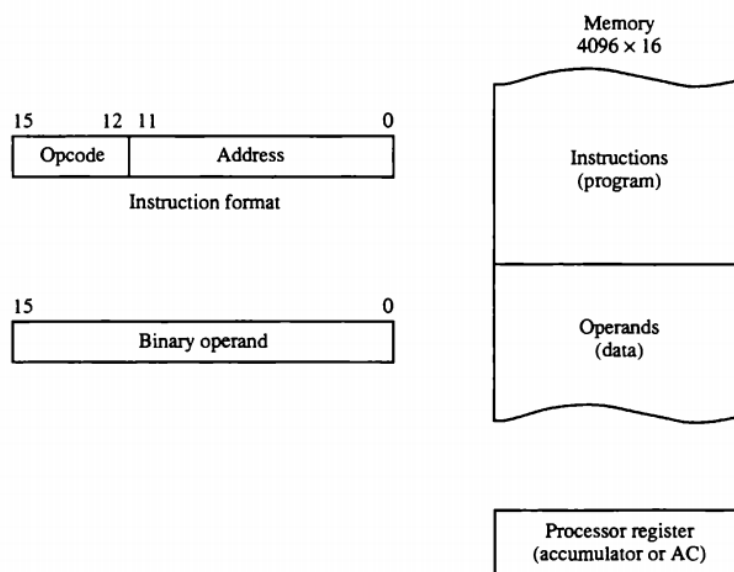 Memory
4096 × 16
15 12 11 0
Opcode Address
Instruction format
Instructions
(program)
15 0
Binary operand
Operands
(data)
Processor register
(accumulator or AC)